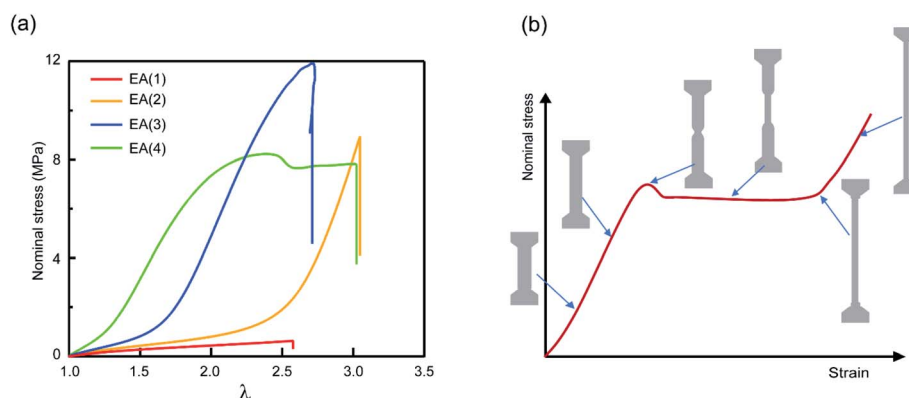 (a)
12
8
4
0
Nominal stress (MPa)
EA(1)
EA(2)
EA(3)
EA(4)
1.0 1.5 2.0 2.5 3.0 3.5
λ
(b)
Nominal stress
Strain